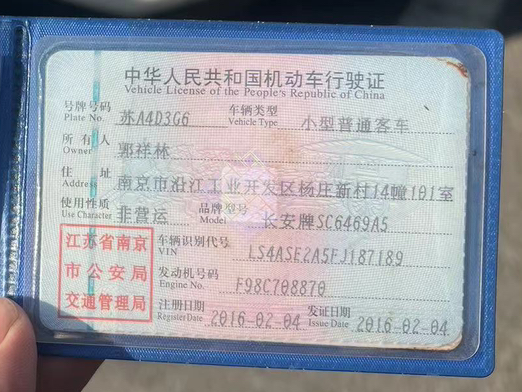 中华人民共和国机动车行驶证
Vehicle License of the People's Republic of China
号牌号码 Plate No. 苏A4D3G6 车辆类型 Vehicle Type 小型普通客车
所有人 Owner 郭祥林
住址 Address 南京市沿江工业开发区杨庄新村14幢101室
使用性质 Use Character 非营运 品牌型号 Model 长安牌SC6469A5
江苏省南京
市公安局
交通管理局
车辆识别代号 VIN LS4ASE2A5FJ187189
发动机号码 Engine No. F98C708870
注册日期 Register Date 2016-02-04 发证日期 Issue Date 2016-02-04